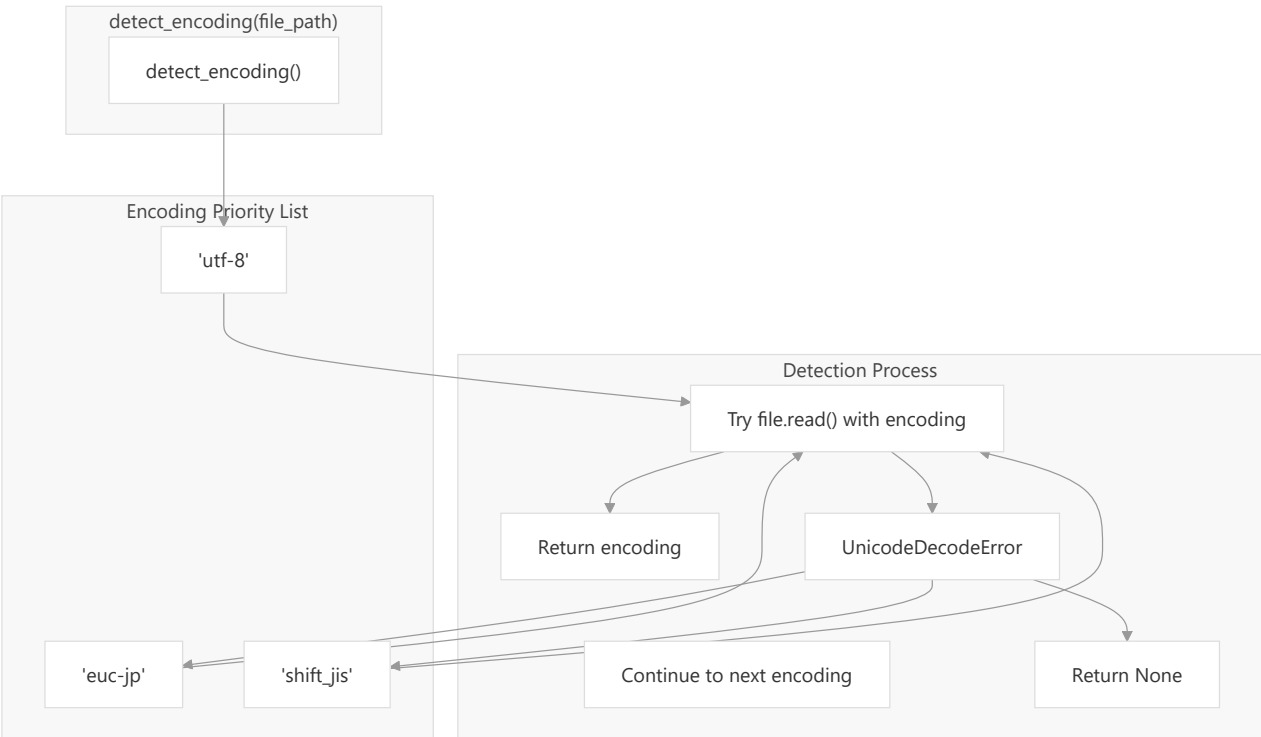 detect_encoding(file_path)
detect_encoding()
Encoding Priority List
'utf-8'
Detection Process
Try file.read() with encoding
Return encoding
UnicodeDecodeError
'euc-jp'
'shift_jis'
Continue to next encoding
Return None